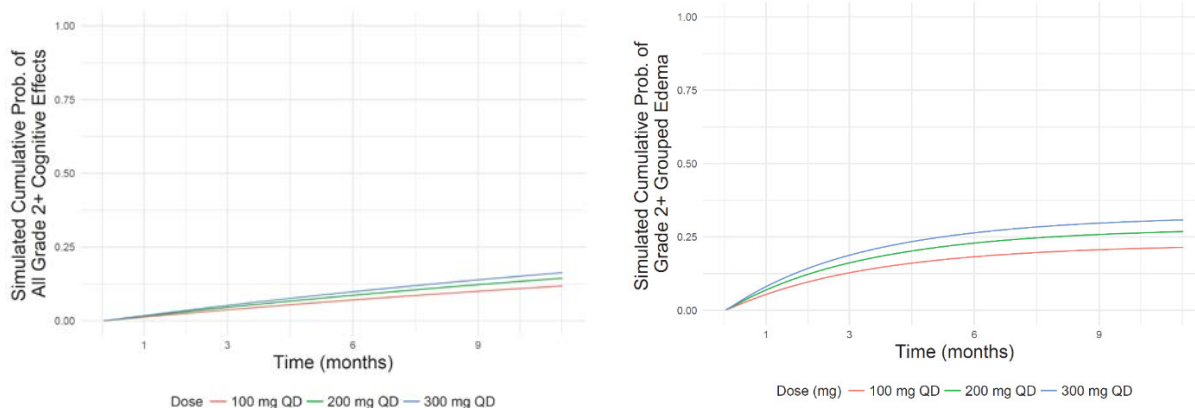 Simulated Cumulative Prob. of
All Grade 2+ Cognitive Effects
1.00
0.75
0.50
0.25
0.00
1 3 6 9
Time (months)
Dose 100 mg QD 200 mg QD 300 mg QD
Simulated Cumulative Prob. of
Grade 2+ Grouped Edema
1.00
0.75
0.50
0.25
0.00
1 3 6 9
Time (months)
Dose (mg) 100 mg QD 200 mg QD 300 mg QD